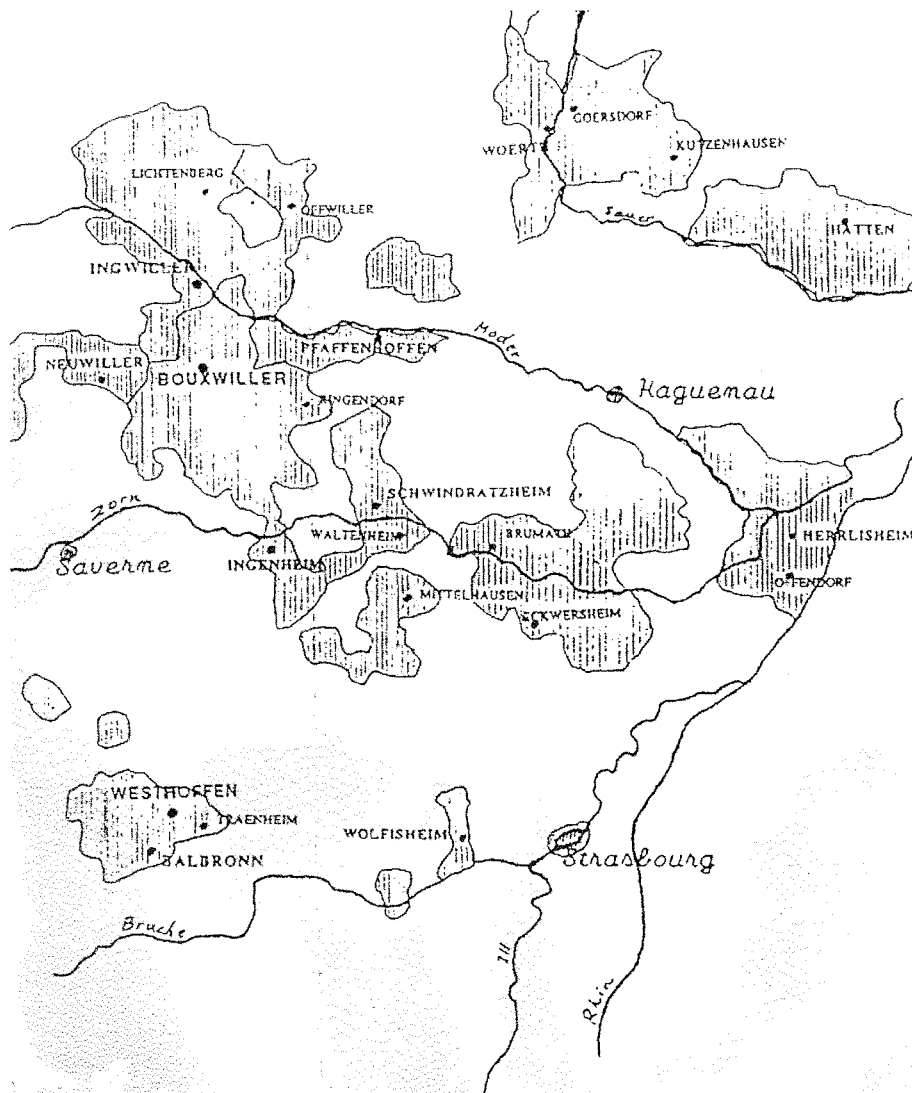 GOERSDORF
WOERTH
KUTZENHAUSEN
LICHTENBERG
OFFWILLER
Sauer
HATTEN
INGWILLER
Moder
PFAFFENHOFFEN
NEUWILLER
BOUXWILLER
Haguenau
RINGENDORF
SCHWINDRATZHEIM
Zorn
WALTENHEIM
BRUMATH
HERRLISHEIM
INGENHEIM
Saverne
OFFENDORF
MITTELHAUSEN
ECKWERSHEIM
WESTHOFFEN
TRAENHEIM
WOLFISHEIM
BALBRONN
Strasbourg
Bruche
Ill
Rhin